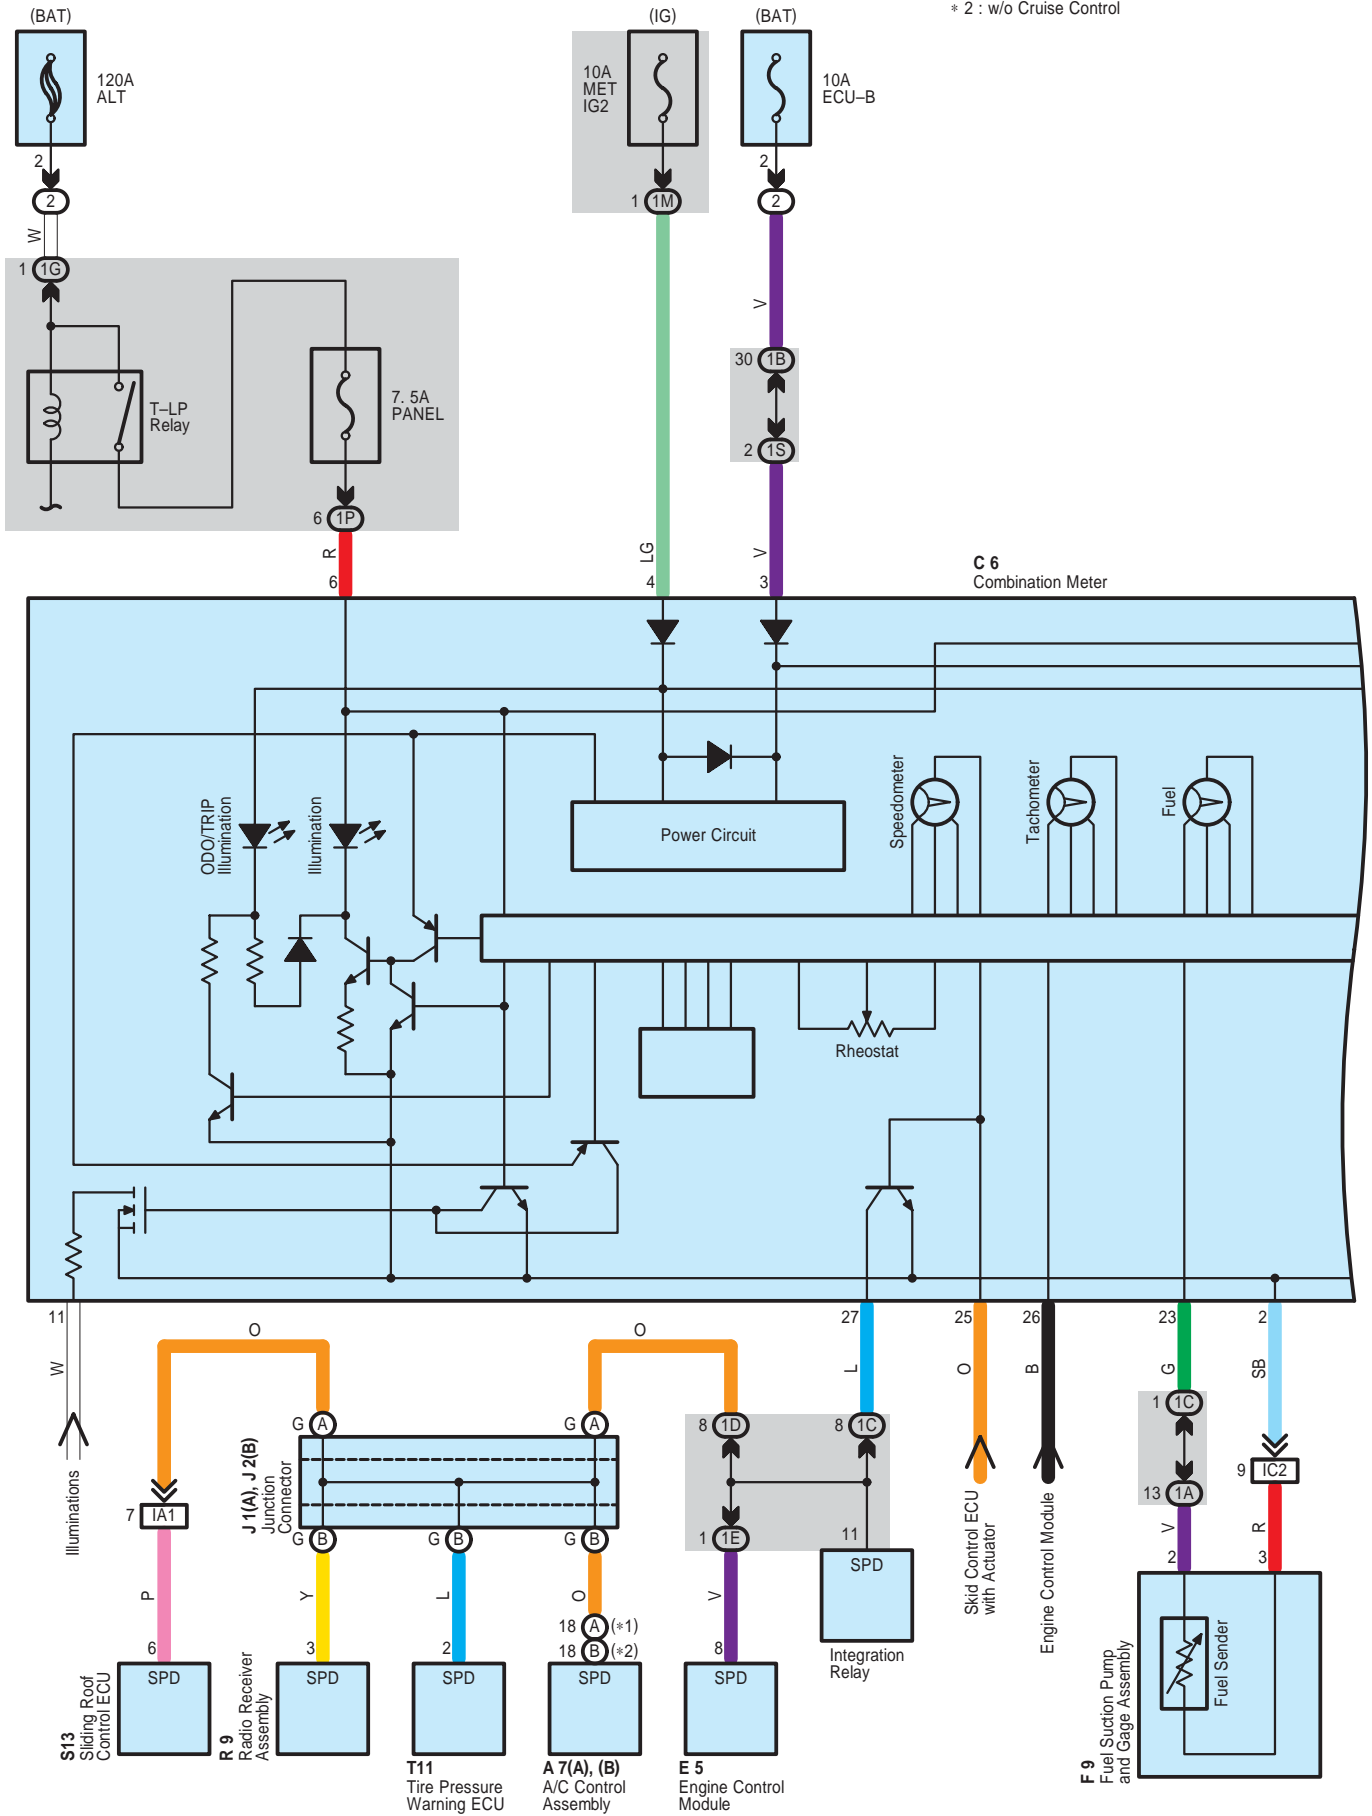 * 2 : w/o Cruise Control
(BAT)
(IG)
(BAT)
120A
ALT
10A
MET
IG2
10A
ECU–B
2
2
2
1 1M
2
W
1 1G
V
30 1B
2 1S
T–LP
Relay
7. 5A
PANEL
6 1P
R
LG
V
6
4
3
C 6
Combination Meter
ODO/TRIP
Illumination
Illumination
Power Circuit
Speedometer
Tachometer
Fuel
Rheostat
11
27
25
26
23
2
W
O
O
L
O
B
G
SB
Illuminations
G A
G A
8 1D
8 1C
1 1C
J 1(A), J 2(B)
Junction
Connector
9 IC2
13 1A
7 IA1
G B
G B
G B
1 1E
11
SPD
Integration
Relay
Skid Control ECU
with Actuator
Engine Control Module
V
R
2
3
P
Y
L
O
V
18 A (*1)
18 B (*2)
6
3
2
8
SPD
SPD
SPD
SPD
SPD
Fuel Sender
S13
Sliding Roof
Control ECU
R 9
Radio Receiver
Assembly
T11
Tire Pressure
Warning ECU
A 7(A), (B)
A/C Control
Assembly
E 5
Engine Control
Module
F 9
Fuel Suction Pump
and Gage Assembly